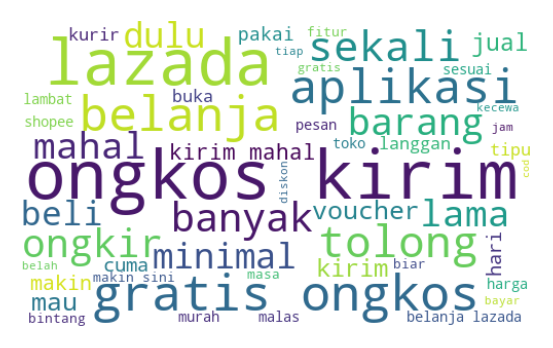 kurir dulu pakai tiap fitur sekali jual
lazada gratis sesuai
lambat buka aplikasi kecewa
shopee belanja pesan barang jam
mahal kirim mahal toko langgan tipu
ongkos kirim
diskon cod
beli banyak voucher lama
ongkir minimal tolong hari
belah cuma masa kirim biar
makin makin sini harga
mau gratis ongkos bayar
bintang murah malas belanja lazada